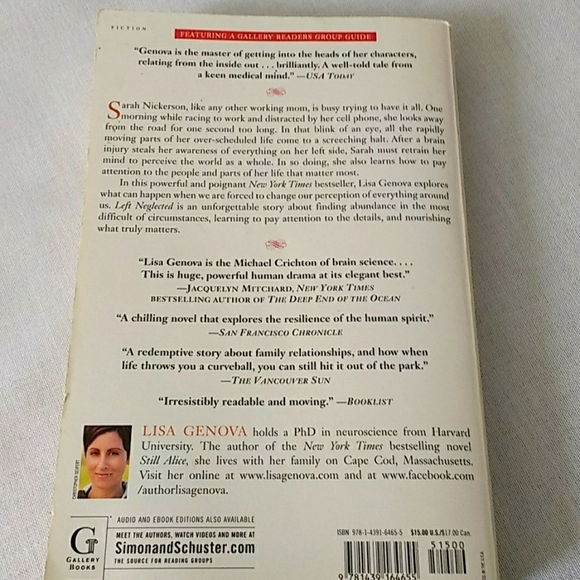 FICTION
FEATURING A GALLERY READERS GROUP GUIDE
"Genova is the master of getting into the heads of her characters,
relating from the inside out . . . brilliantly. A well-told tale from
a keen medical mind." —USA TODAY
Sarah Nickerson, like any other working mom, is busy trying to have it all. One
morning while racing to work and distracted by her cell phone, she looks away
from the road for one second too long. In that blink of an eye, all the rapidly
moving parts of her over-scheduled life come to a screeching halt. After a brain
injury steals her awareness of everything on her left side, Sarah must retrain her
mind to perceive the world as a whole. In so doing, she also learns how to pay
attention to the people and parts of her life that matter most.
In this powerful and poignant New York Times bestseller, Lisa Genova explores
what can happen when we are forced to change our perception of everything around
us. Left Neglected is an unforgettable story about finding abundance in the most
difficult of circumstances, learning to pay attention to the details, and nourishing
what truly matters.
"Lisa Genova is the Michael Crichton of brain science. . . .
This is huge, powerful human drama at its elegant best."
—JACQUELYN MITCHARD, NEW YORK TIMES
BESTSELLING AUTHOR OF THE DEEP END OF THE OCEAN
"A chilling novel that explores the resilience of the human spirit."
—SAN FRANCISCO CHRONICLE
"A redemptive story about family relationships, and how when
life throws you a curveball, you can still hit it out of the park."
—THE VANCOUVER SUN
"Irresistibly readable and moving." —BOOKLIST
LISA GENOVA holds a PhD in neuroscience from Harvard
University. The author of the New York Times bestselling novel
Still Alice, she lives with her family on Cape Cod, Massachusetts.
Visit her online at www.lisagenova.com and at www.facebook.com
/authorlisagenova.
CHRISTOPHER SEUFERT
AUDIO AND EBOOK EDITIONS ALSO AVAILABLE
MEET THE AUTHORS, WATCH VIDEOS AND MORE AT
SimonandSchuster.com
THE SOURCE FOR READING GROUPS
G
GALLERY
BOOKS
ISBN 978-1-4391-6465-5 $15.00 U.S./$17.00 Can.
51500
9 781439 164655